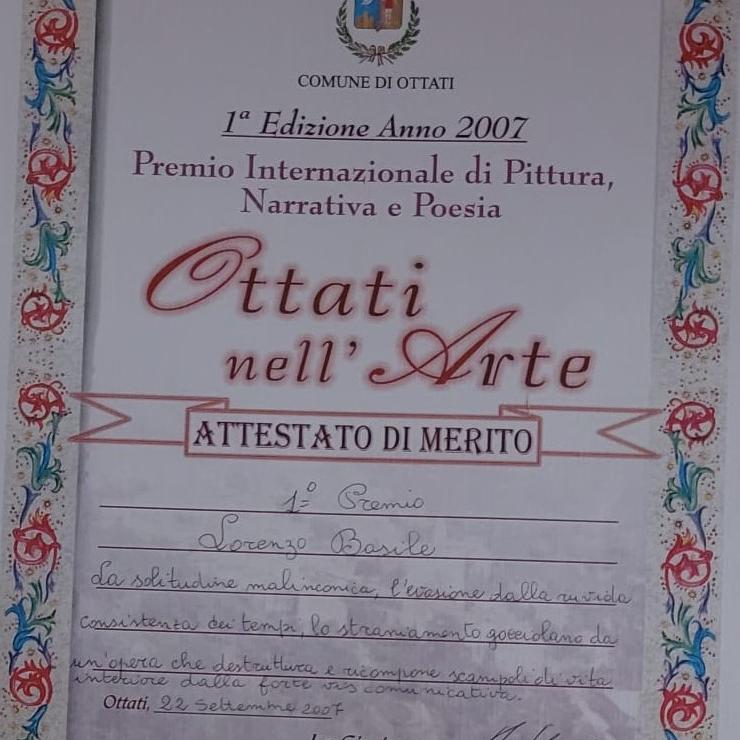 COMUNE DI OTTATI
1ª Edizione Anno 2007
Premio Internazionale di Pittura,
Narrativa e Poesia
Ottati
nell'Arte
ATTESTATO DI MERITO
1º Premio
Lorenzo Basile
La solitudine malinconica, l'evasione dalla ruvida
consistenza dei tempi, lo straniamento gocciolano da
un'opera che destruttura e ricompone scampoli di vita
interiore dalla forte vis comunicativa.
Ottati, 22 Settembre 2007